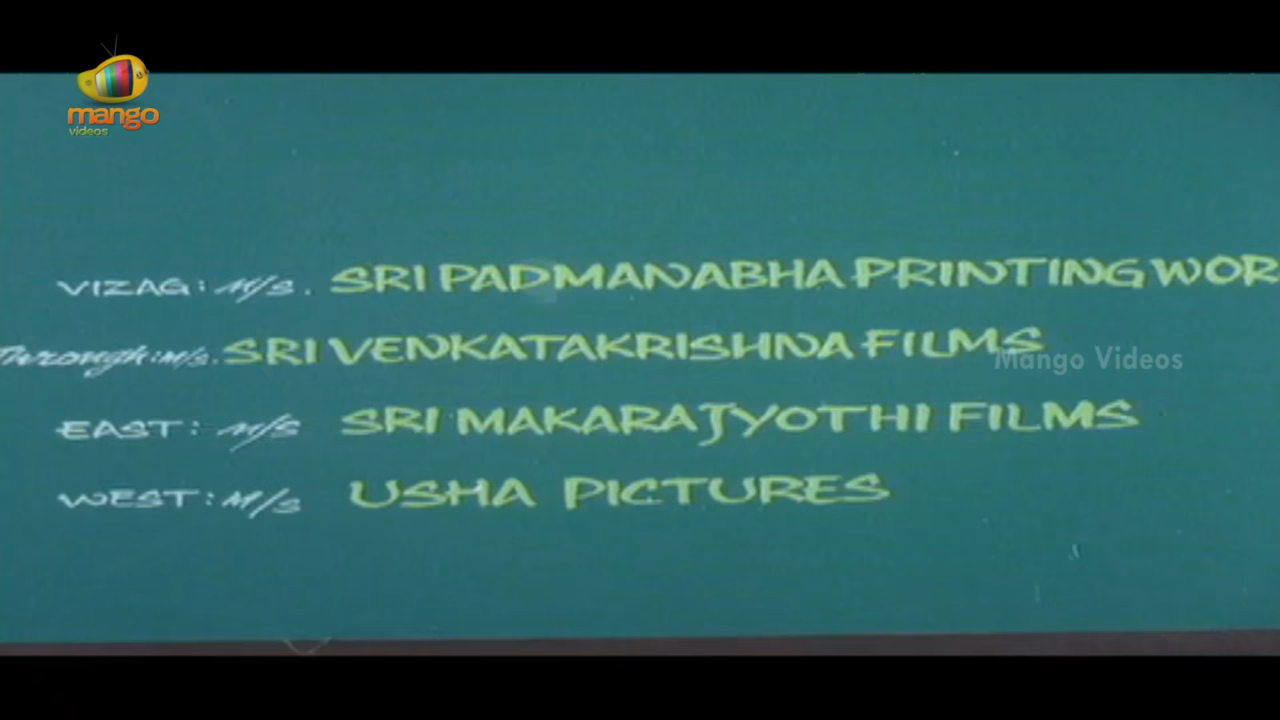 mango
videos
VIZAG: M/S. SRI PADMANABHA PRINTING WOR
Through: M/S. SRI VENKATAKRISHNA FILMS
Mango Videos
EAST: M/S SRI MAKARAJYOTHI FILMS
WEST: M/S USHA PICTURES